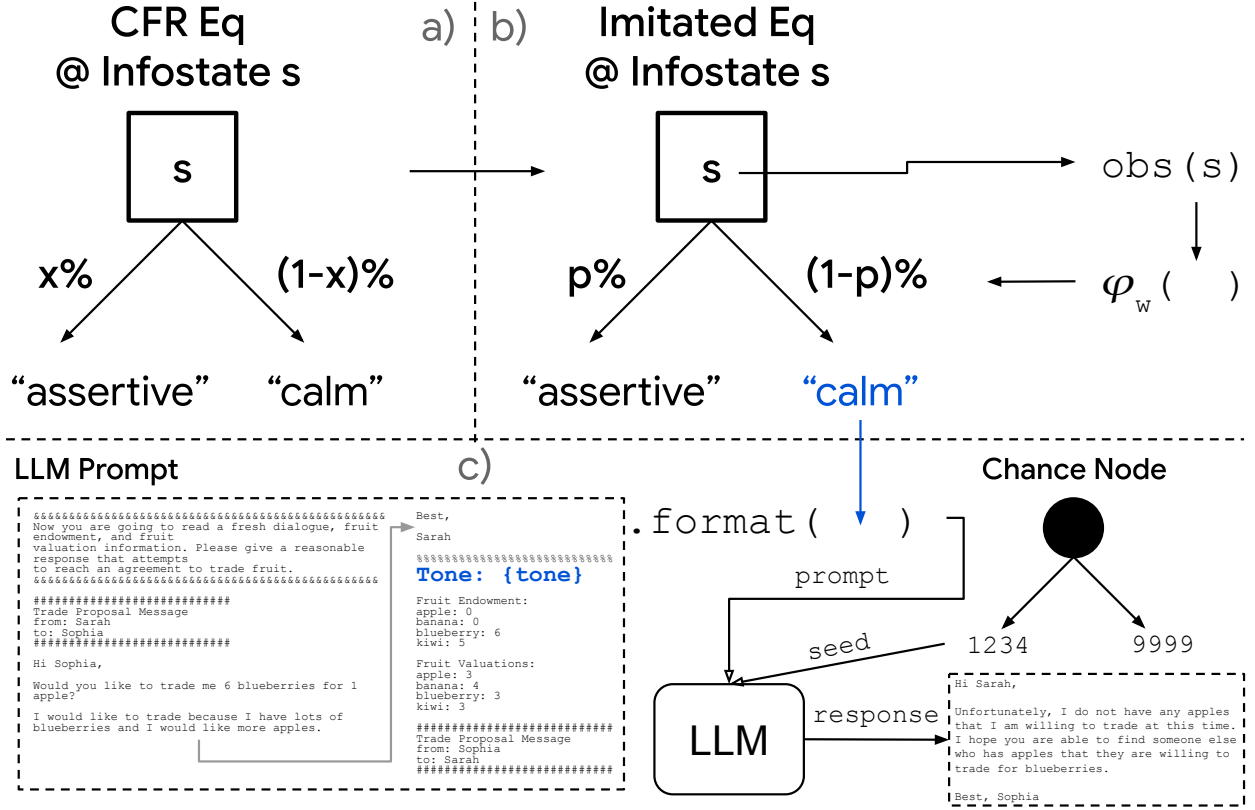 CFR Eq
@ Infostate s
a)
s
x%
(1-x)%
“assertive”
“calm”
b)
Imitated Eq
@ Infostate s
s
obs(s)
p%
(1-p)%
φw( )
“assertive”
“calm”
LLM Prompt
c)
&&&&&&&&&&&&&&&&&&&&&&&&&&&&&&&&&&&&&&&&&&&&&&&&&&
Now you are going to read a fresh dialogue, fruit
endowment, and fruit
valuation information. Please give a reasonable
response that attempts
to reach an agreement to trade fruit.
&&&&&&&&&&&&&&&&&&&&&&&&&&&&&&&&&&&&&&&&&&&&&&&&&
############################
Trade Proposal Message
from: Sarah
to: Sophia
############################
Hi Sophia,
Would you like to trade me 6 blueberries for 1
apple?
I would like to trade because I have lots of
blueberries and I would like more apples.
Best,
Sarah
%%%%%%%%%%%%%%%%%%%%%%%%%%%%
Tone: {tone}
Fruit Endowment:
apple: 0
banana: 0
blueberry: 6
kiwi: 5
Fruit Valuations:
apple: 3
banana: 4
blueberry: 3
kiwi: 3
############################
Trade Proposal Message
from: Sophia
to: Sarah
############################
.format( )
prompt
Chance Node
1234
9999
seed
LLM
response
Hi Sarah,
Unfortunately, I do not have any apples
that I am willing to trade at this time.
I hope you are able to find someone else
who has apples that they are willing to
trade for blueberries.
Best, Sophia